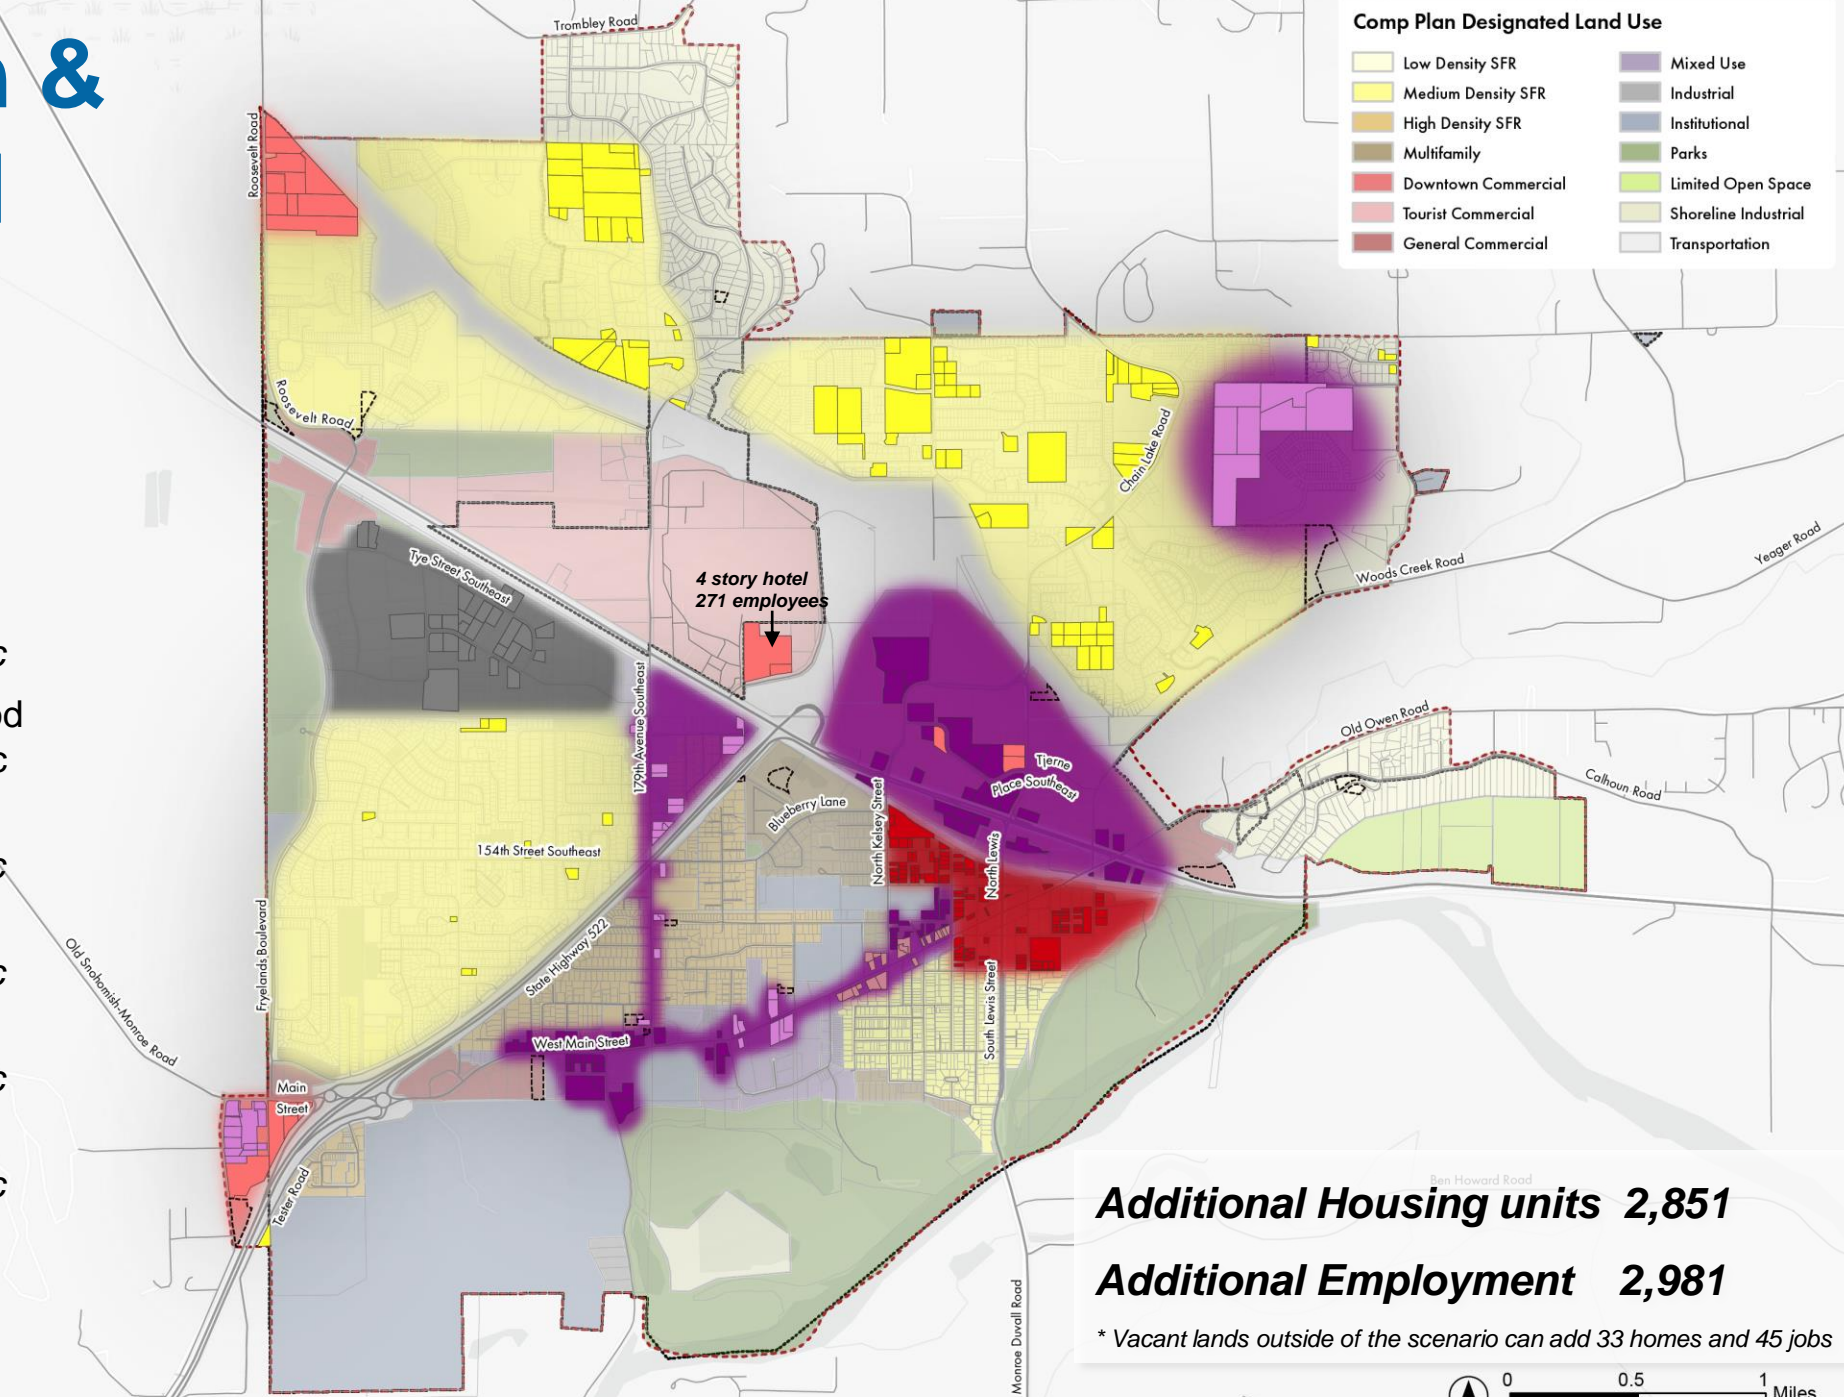 &
Comp Plan Designated Land Use
Low Density SFR
Medium Density SFR
High Density SFR
Multifamily
Downtown Commercial
Tourist Commercial
General Commercial
Mixed Use
Industrial
Institutional
Parks
Limited Open Space
Shoreline Industrial
Transportation
Trombley Road
Roosevelt Road
Roosevelt Road
Chain Lake Road
Woods Creek Road
Yeager Road
Tye Street Southeast
4 story hotel
271 employees
179th Avenue Southeast
Old Owen Road
Calhoun Road
Tjerne
Place Southeast
Blueberry Lane
North Kelsey Street
North Lewis
154th Street Southeast
Fryelands Boulevard
State Highway 522
Old Snohomish-Monroe Road
South Lewis Street
West Main Street
Main
Street
Tester Road
Ben Howard Road
Monroe Duvall Road
Additional Housing units 2,851
Additional Employment 2,981
* Vacant lands outside of the scenario can add 33 homes and 45 jobs
0 0.5 1
Miles